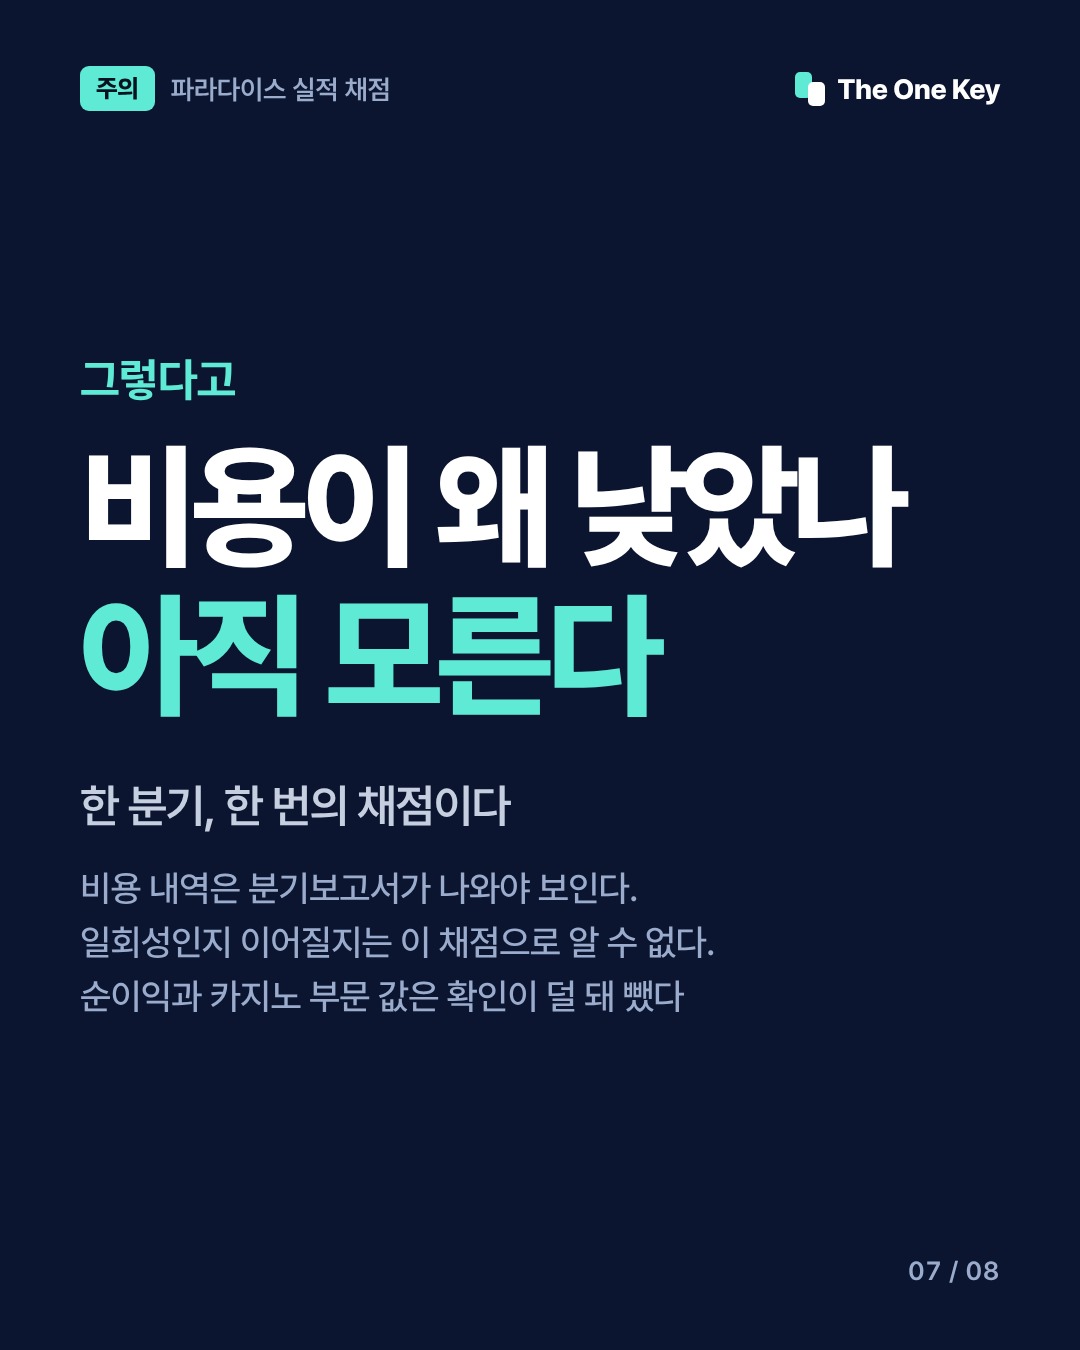 주의 파라다이스 실적 채점
The One Key
그렇다고
비용이 왜 낮았나
아직 모른다
한 분기, 한 번의 채점이다
비용 내역은 분기보고서가 나와야 보인다.
일회성인지 이어질지는 이 채점으로 알 수 없다.
순이익과 카지노 부문 값은 확인이 덜 돼 뺐다
07 / 08